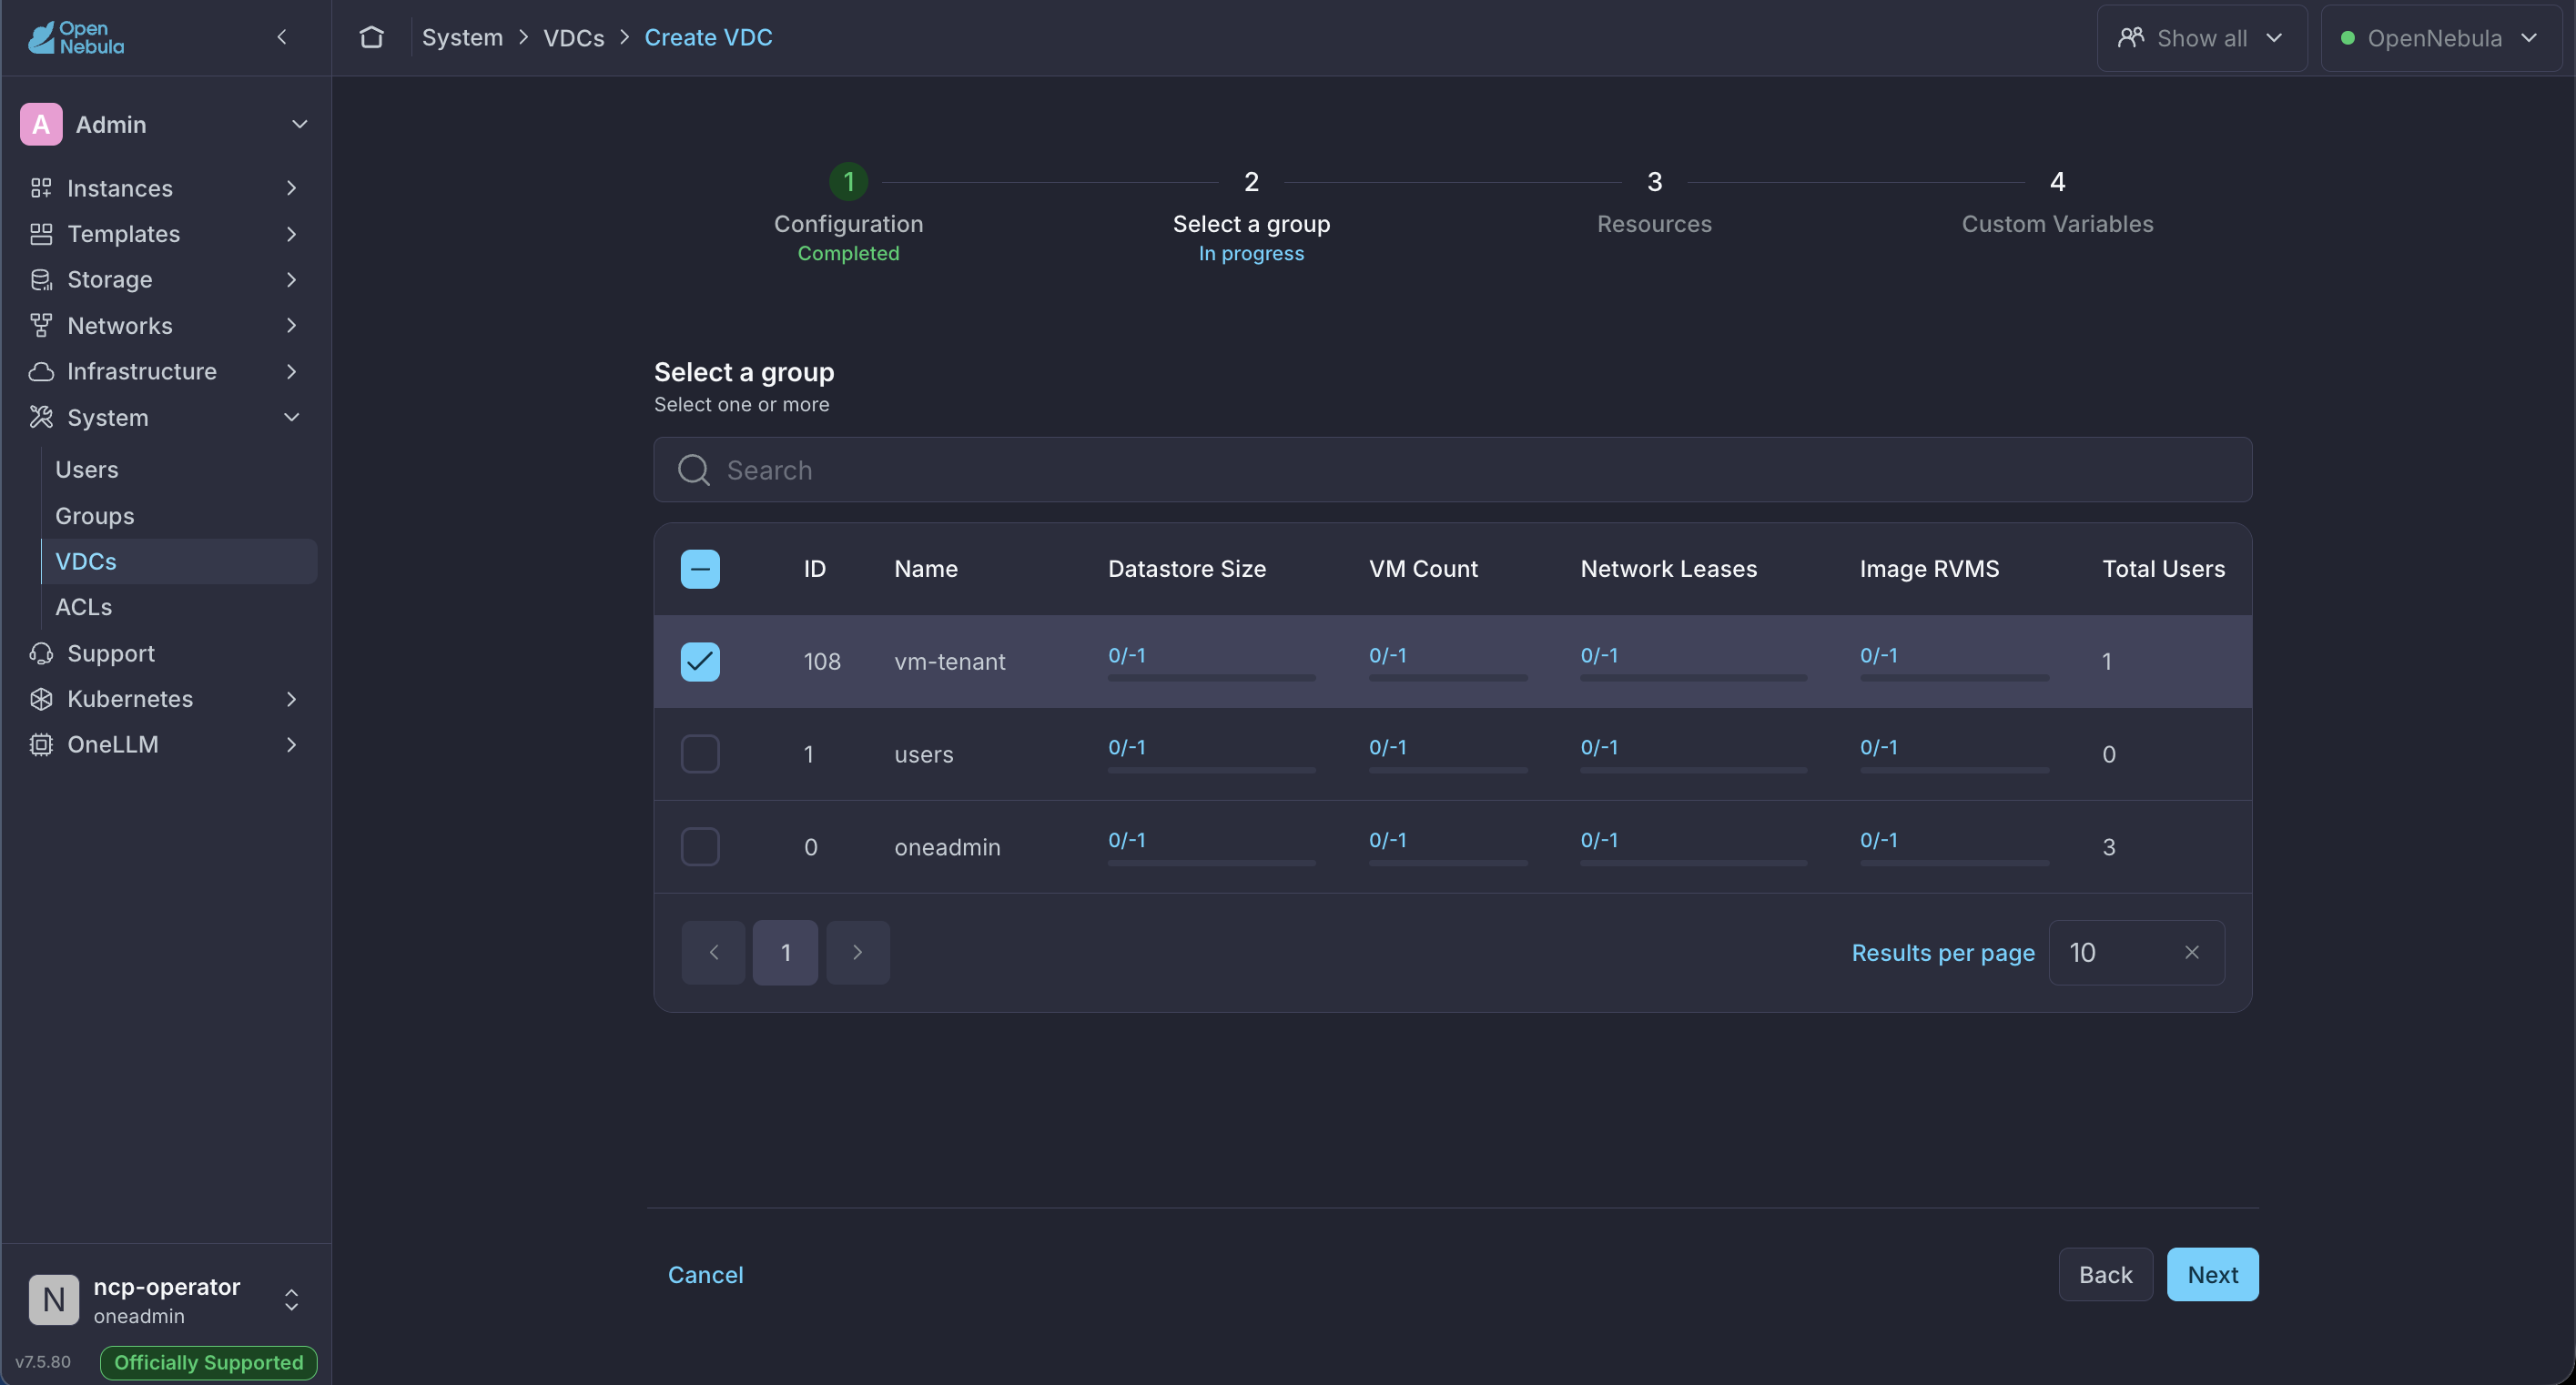 Open
Nebula
System > VDCs > Create VDC
Show all
OpenNebula
A Admin
Instances
Templates
Storage
Networks
Infrastructure
System
Users
Groups
VDCs
ACLs
Support
Kubernetes
OneLLM
1 2 3 4
Configuration Select a group Resources Custom Variables
Completed In progress
Select a group
Select one or more
Search
ID Name Datastore Size VM Count Network Leases Image RVMS Total Users
108 vm-tenant 0/-1 0/-1 0/-1 0/-1 1
1 users 0/-1 0/-1 0/-1 0/-1 0
0 oneadmin 0/-1 0/-1 0/-1 0/-1 3
1 Results per page 10
Cancel Back Next
N ncp-operator
oneadmin
v7.5.80 Officially Supported